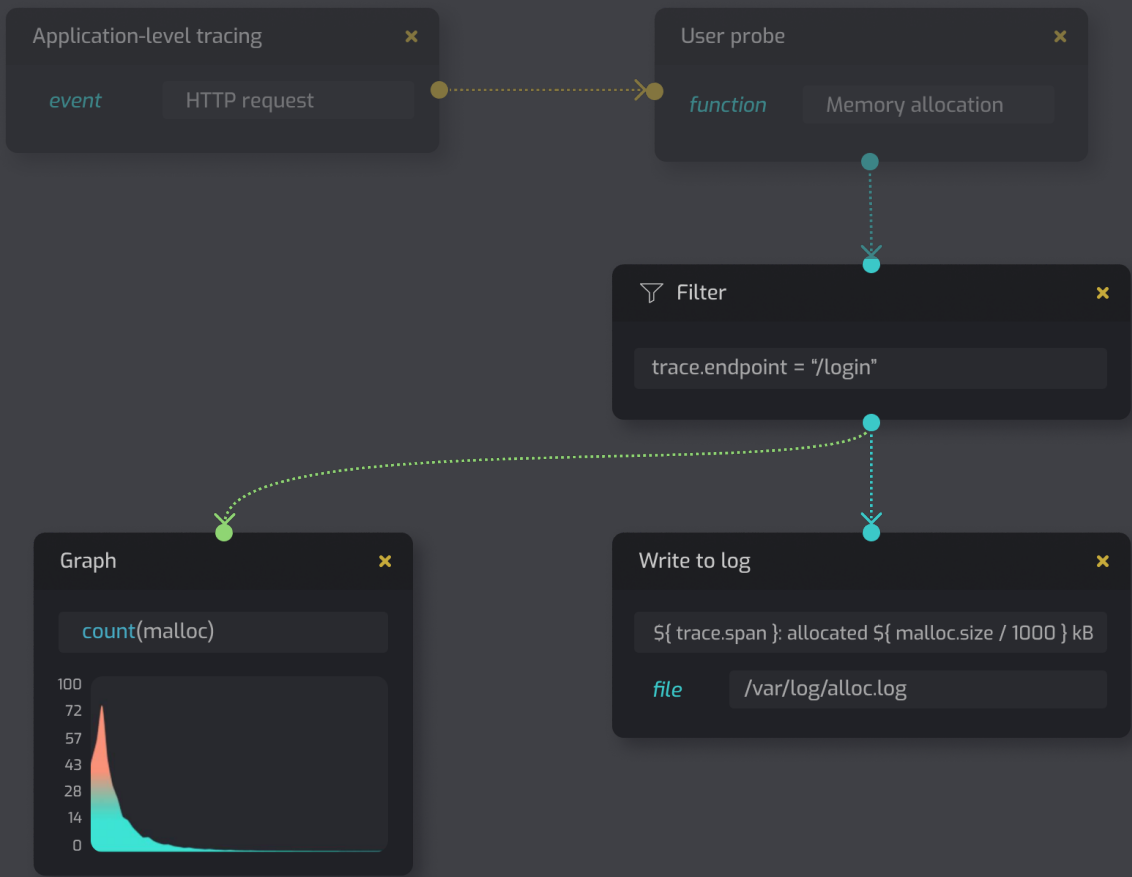 Application-level tracing
event HTTP request
User probe
function Memory allocation
Filter
trace.endpoint = “/login”
Graph
count(malloc)
100
72
57
43
28
14
0
Write to log
${ trace.span }: allocated ${ malloc.size / 1000 } kB
file /var/log/alloc.log